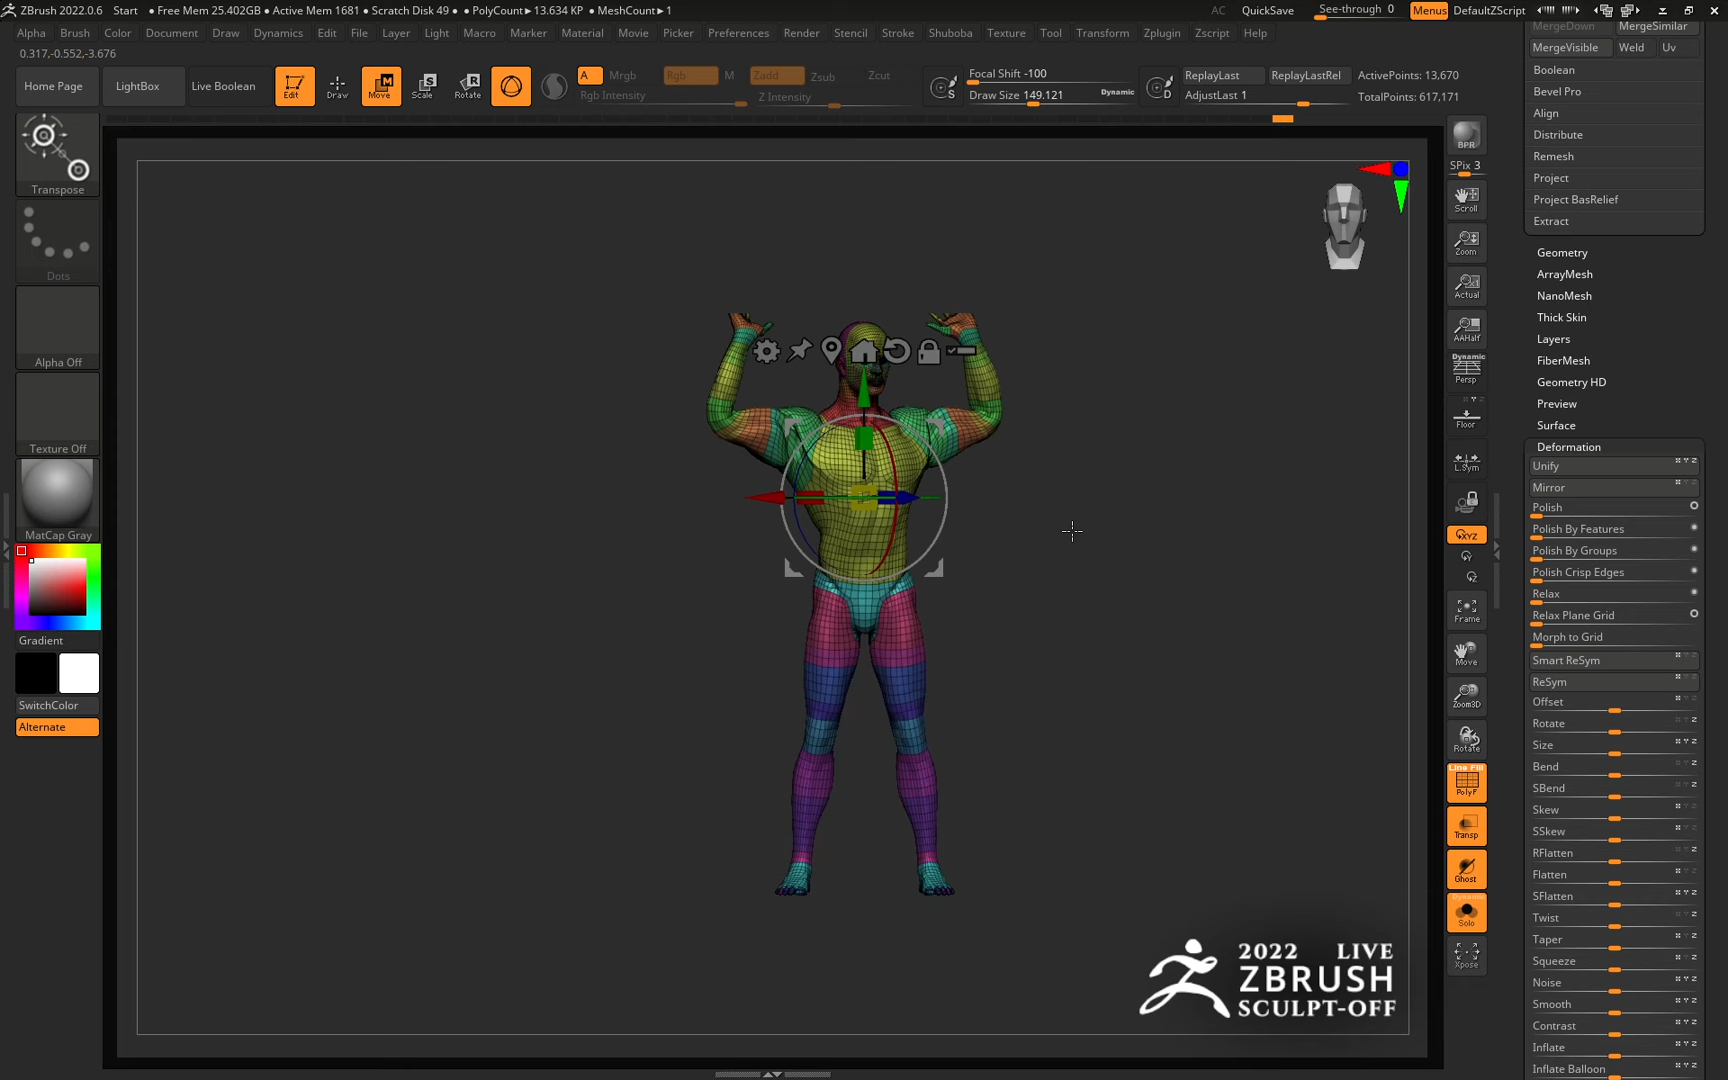 ZBrush 2022.0.6 Start ● Free Mem 25.402GB ● Active Mem 1681 ● Scratch Disk 49 ● PolyCount▸13.634 KP ● MeshCount▸1 AC QuickSave See-through 0 Menus DefaultZScript
MergeDown MergeSimilar
Alpha Brush Color Document Draw Dynamics Edit File Layer Light Macro Marker Material Movie Picker Preferences Render Stencil Stroke Shuboba Texture Tool Transform Zplugin Zscript Help
MergeVisible Weld Uv
0.317,-0.552,-3.676
Boolean
Home Page LightBox Live Boolean Edit Draw Move Scale Rotate A Mrgb Rgb M Zadd Zsub Zcut
Rgb Intensity Z Intensity
Focal Shift -100
Draw Size 149.121 Dynamic
S D
ReplayLast ReplayLastRel ActivePoints: 13,670
AdjustLast 1 TotalPoints: 617,171
Bevel Pro
Align
Distribute
Remesh
Project
Project BasRelief
Extract
Geometry
ArrayMesh
NanoMesh
Thick Skin
Layers
FiberMesh
Geometry HD
Preview
Surface
Deformation
Unify
Mirror
Polish
Polish By Features
Polish By Groups
Polish Crisp Edges
Relax
Relax Plane Grid
Morph to Grid
Smart ReSym
ReSym
Offset
Rotate
Size
Bend
SBend
Skew
SSkew
RFlatten
Flatten
SFlatten
Twist
Taper
Squeeze
Noise
Smooth
Contrast
Inflate
Inflate Balloon
Transpose
Dots
Alpha Off
Texture Off
MatCap Gray
Gradient
SwitchColor
Alternate
BPR
SPix 3
Scroll
Zoom
Actual
AAHalf
Dynamic
Persp
Floor
L.Sym
XYZ
Y
Z
Frame
Move
Zoom3D
Rotate
Line Fill
PolyF
Transp
Ghost
Dynamic
Solo
Xpose
2022 LIVE
ZBRUSH
SCULPT-OFF